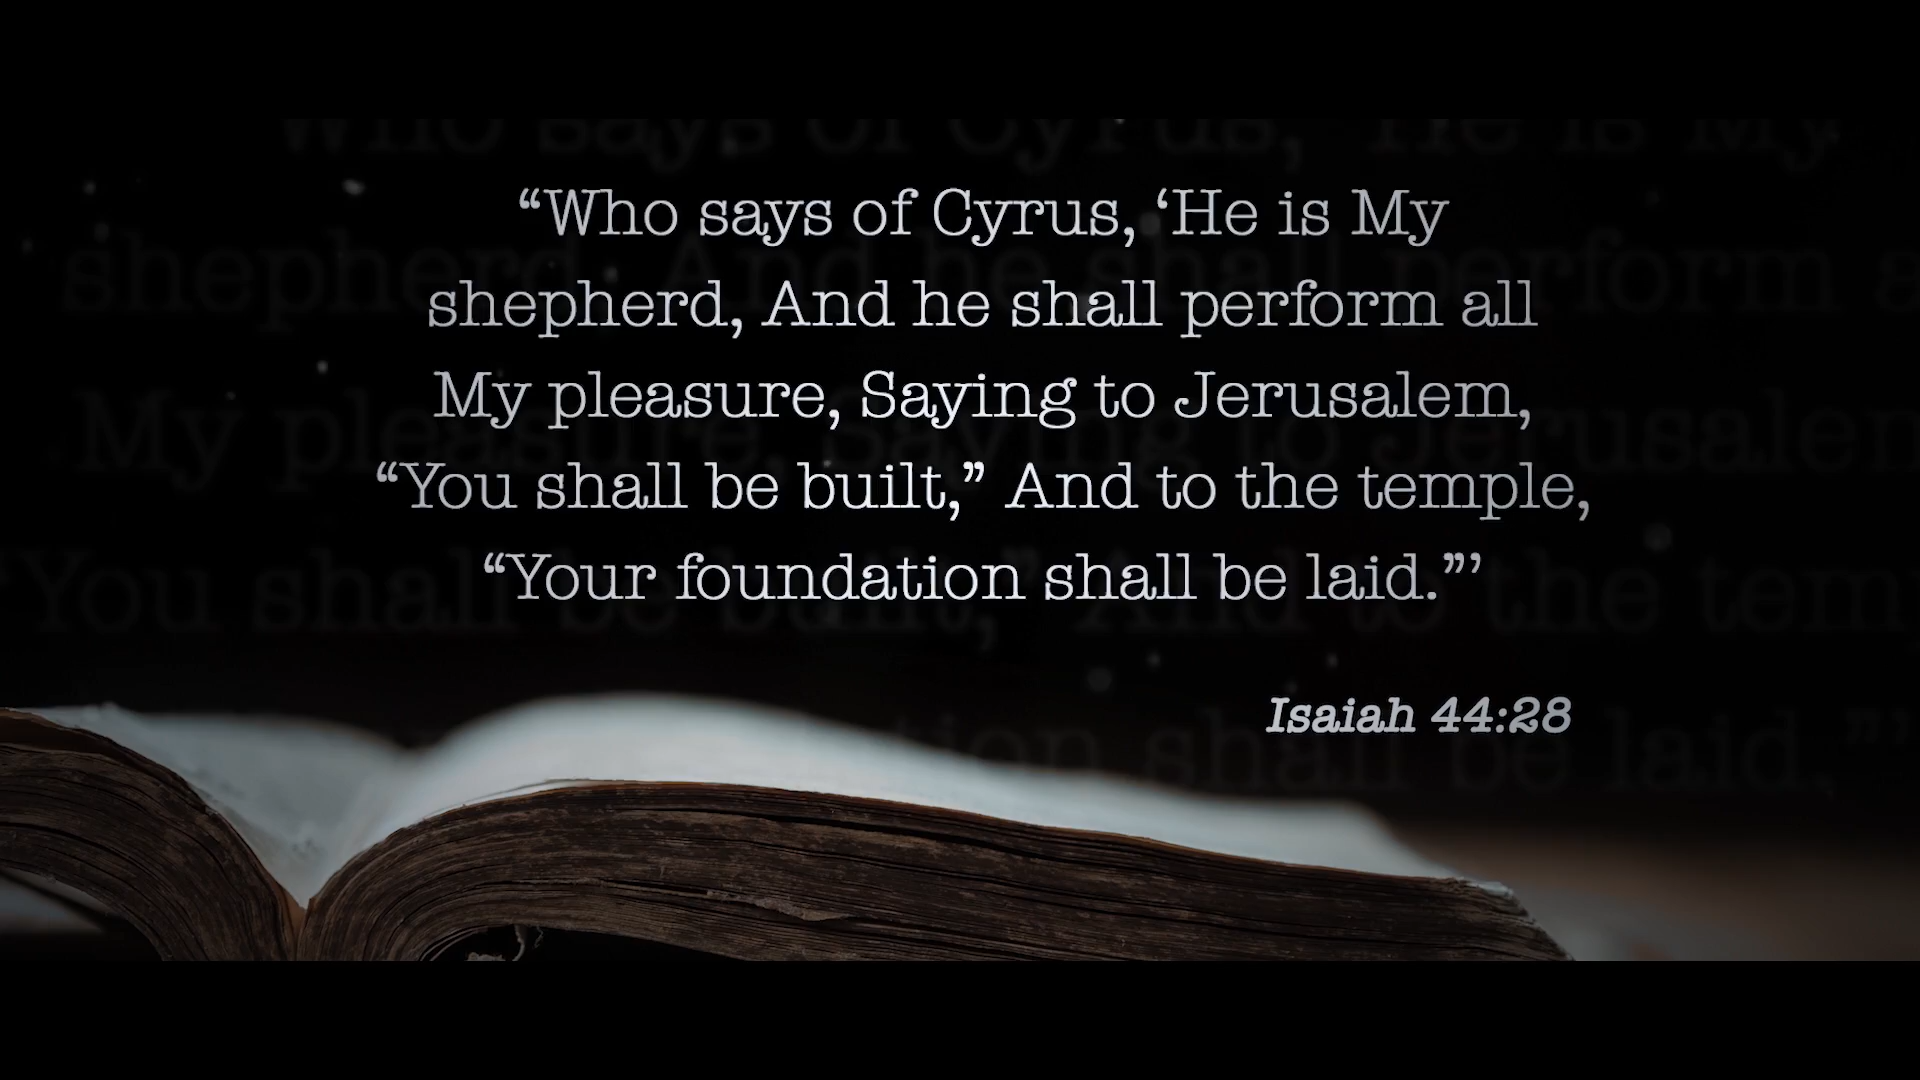 “Who says of Cyrus, ‘He is My
shepherd, And he shall perform all
My pleasure, Saying to Jerusalem,
“You shall be built,” And to the temple,
“Your foundation shall be laid.”’
Isaiah 44:28